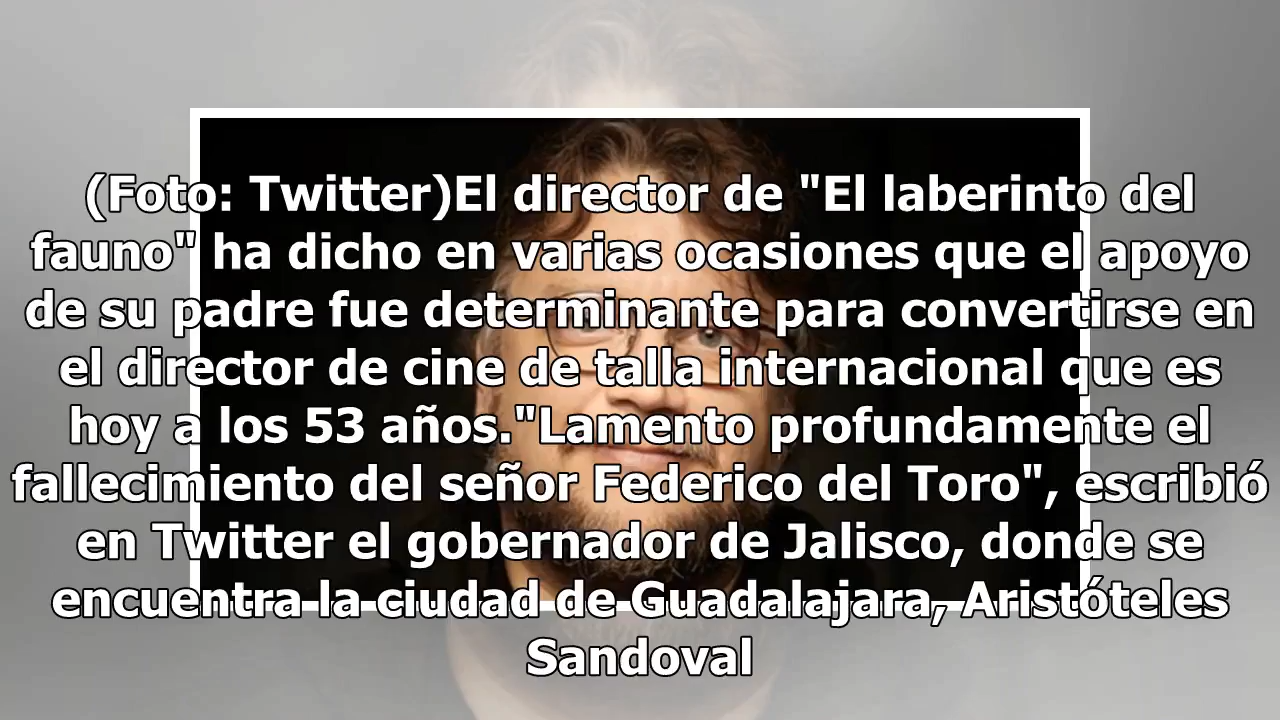 (Foto: Twitter)El director de "El laberinto del
fauno" ha dicho en varias ocasiones que el apoyo
de su padre fue determinante para convertirse en
el director de cine de talla internacional que es
hoy a los 53 años."Lamento profundamente el
fallecimiento del señor Federico del Toro", escribió
en Twitter el gobernador de Jalisco, donde se
encuentra la ciudad de Guadalajara, Aristóteles
Sandoval